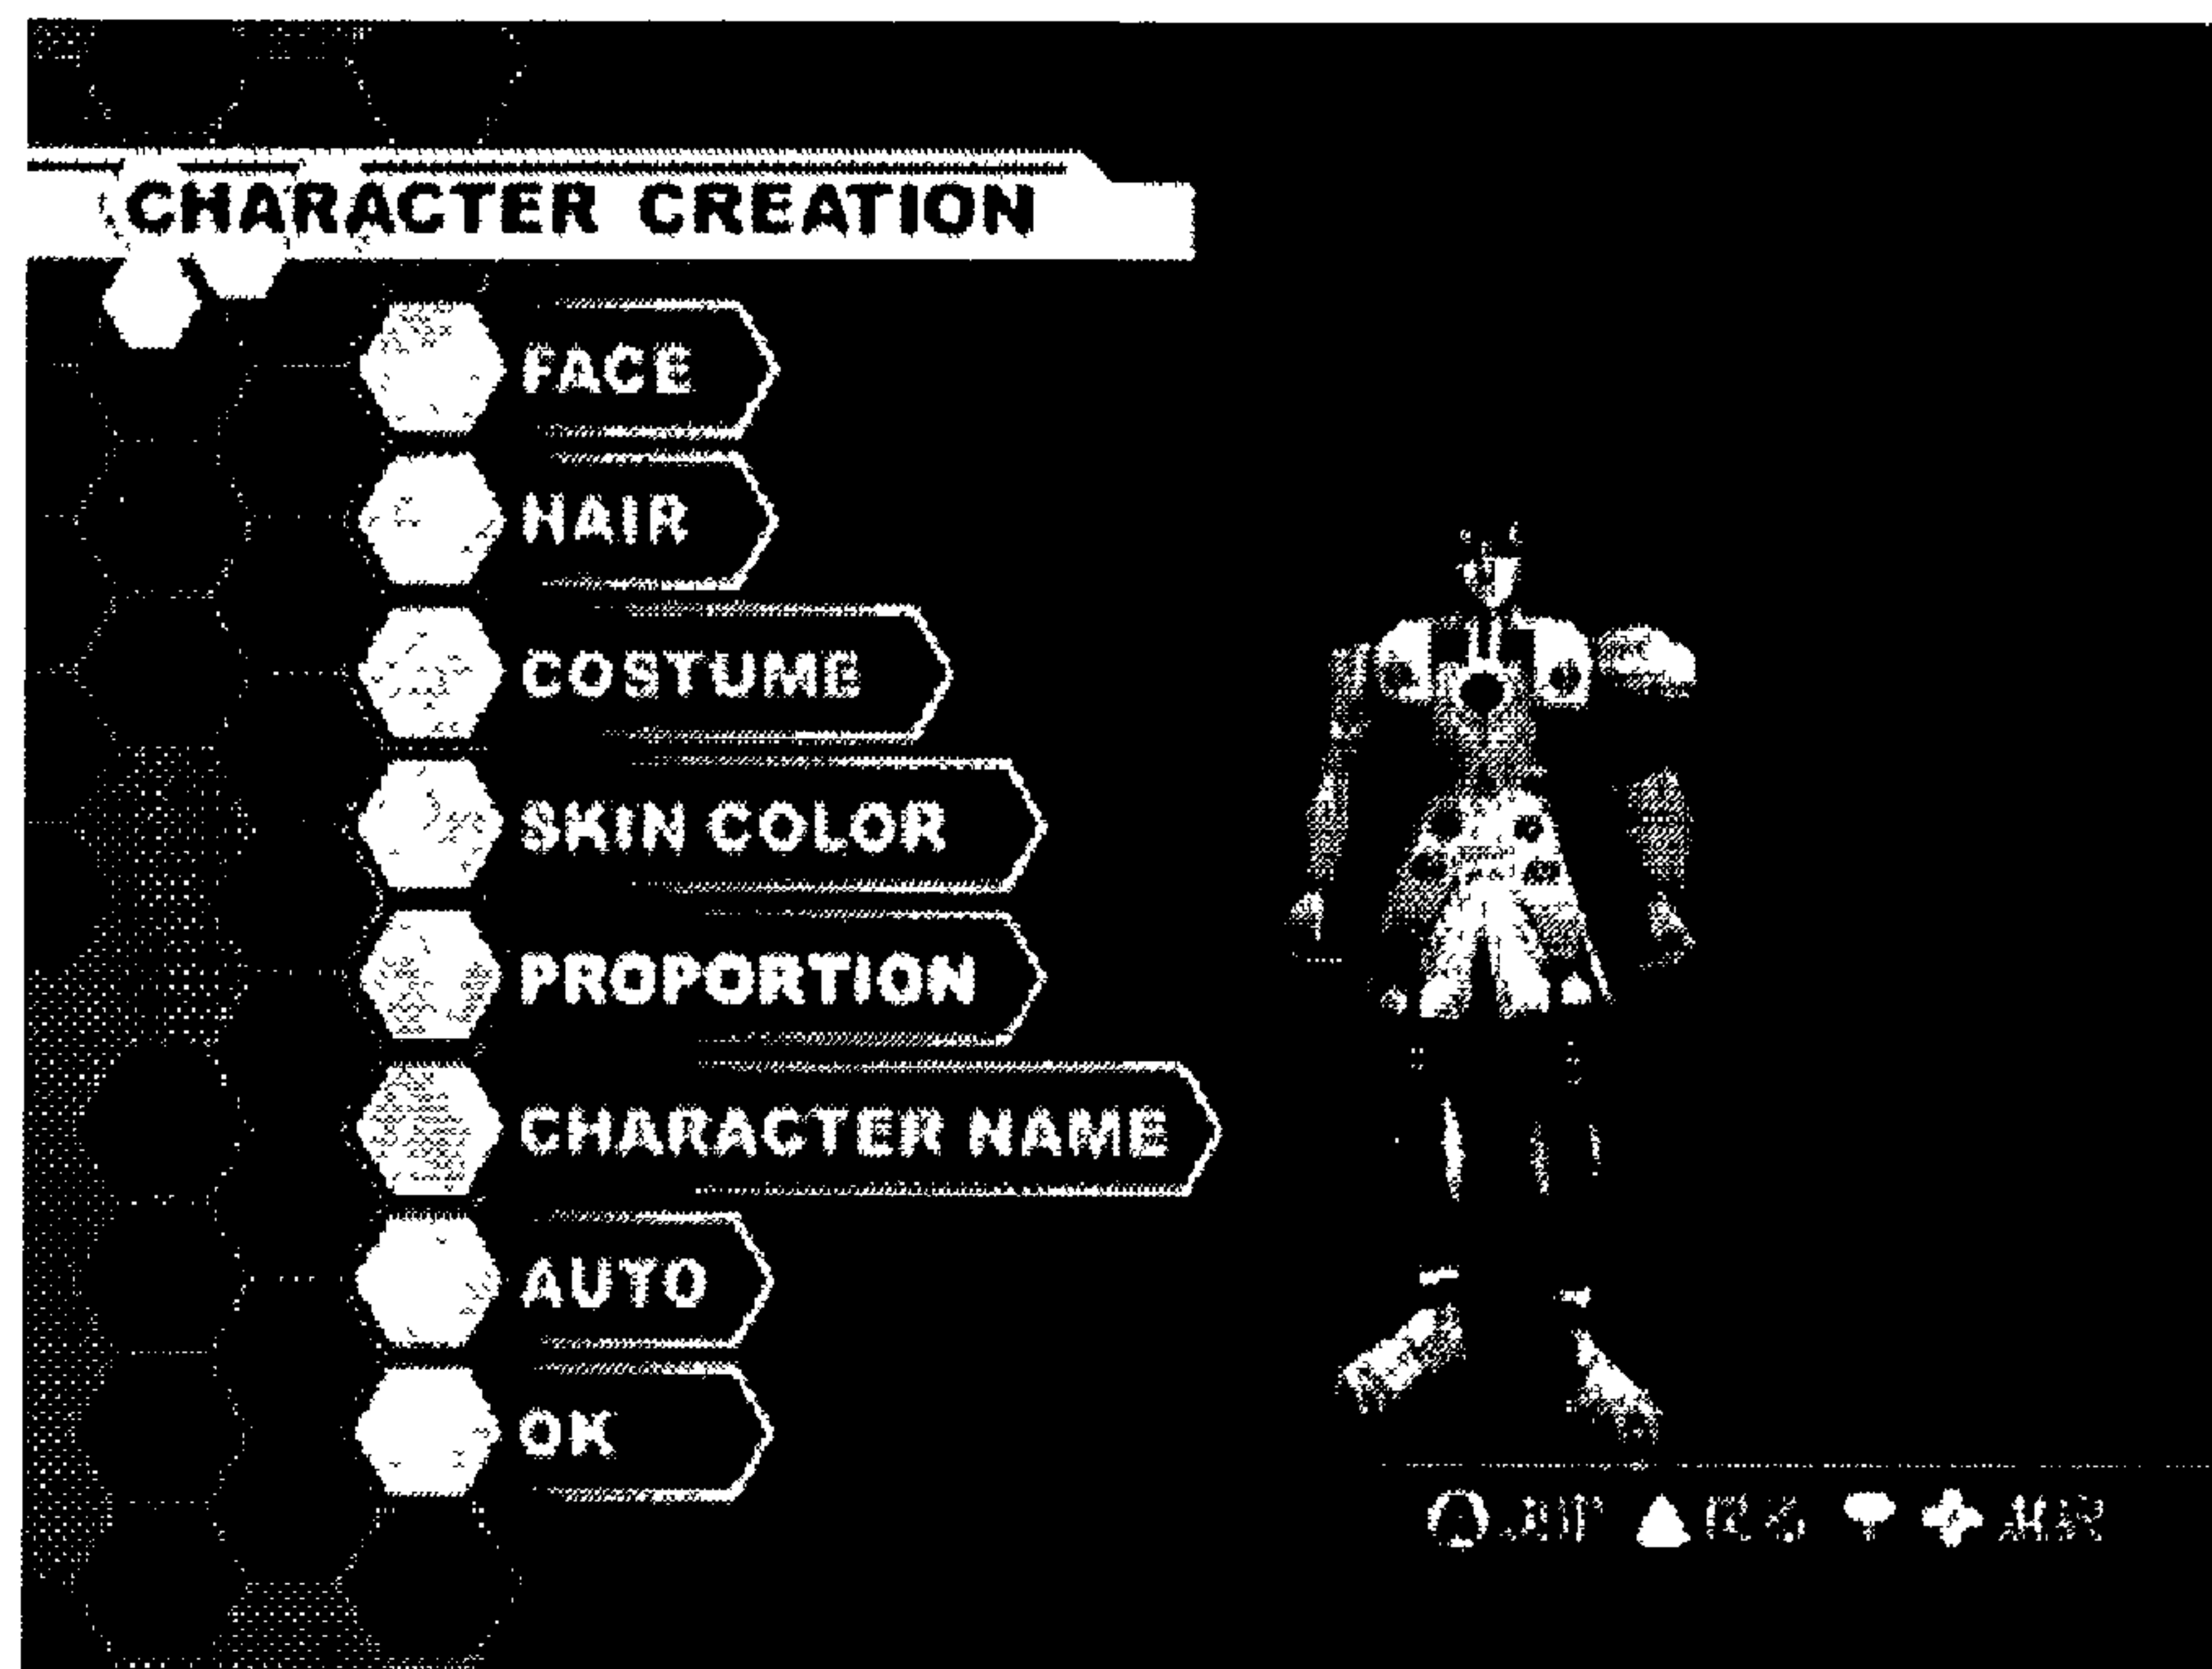 CHARACTER CREATION
FACE
HAIR
COSTUME
SKIN COLOR
PROPORTION
CHARACTER NAME
AUTO
OK